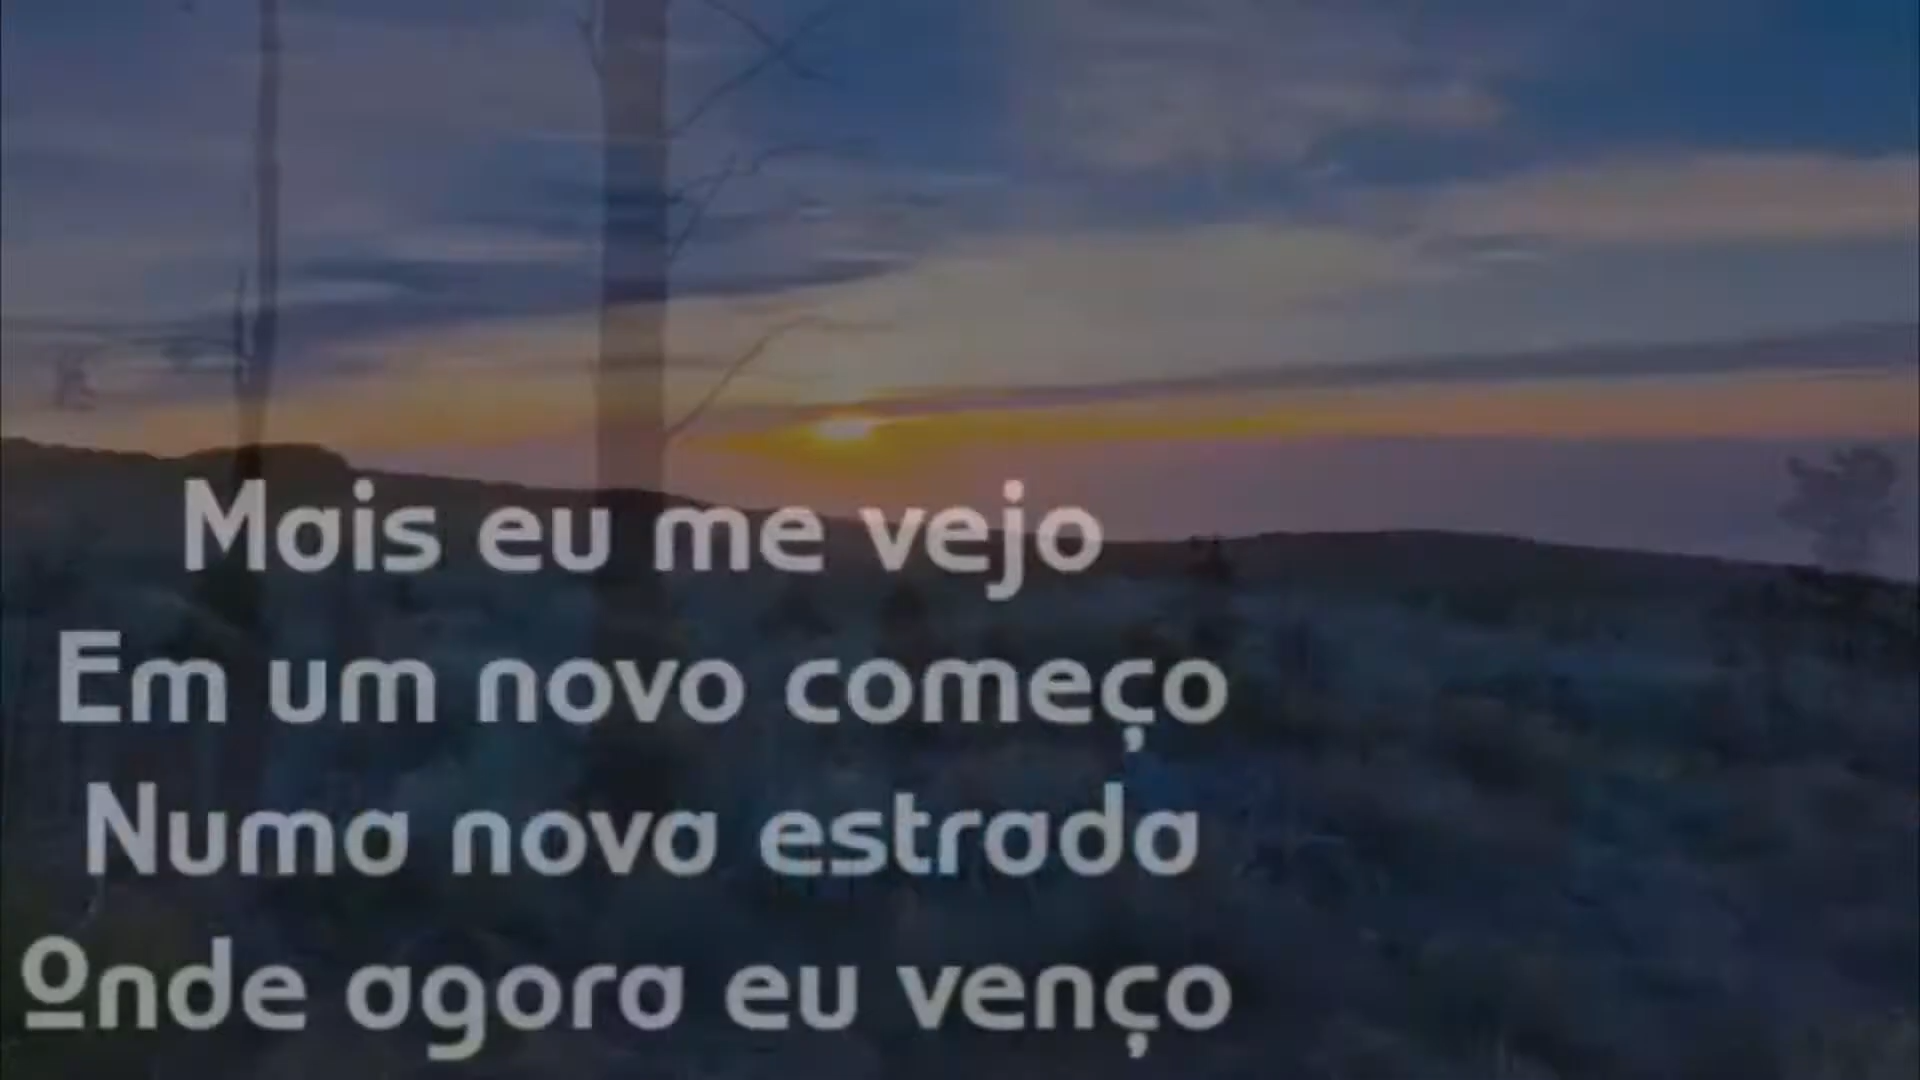 Mais eu me vejo
Em um novo começo
Numa nova estrada
Onde agora eu venço